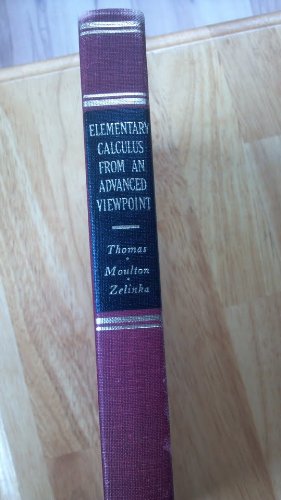 ELEMENTARY
CALCULUS
FROM AN
ADVANCED
VIEWPOINT
Thomas
•
Moulton
•
Zelinka